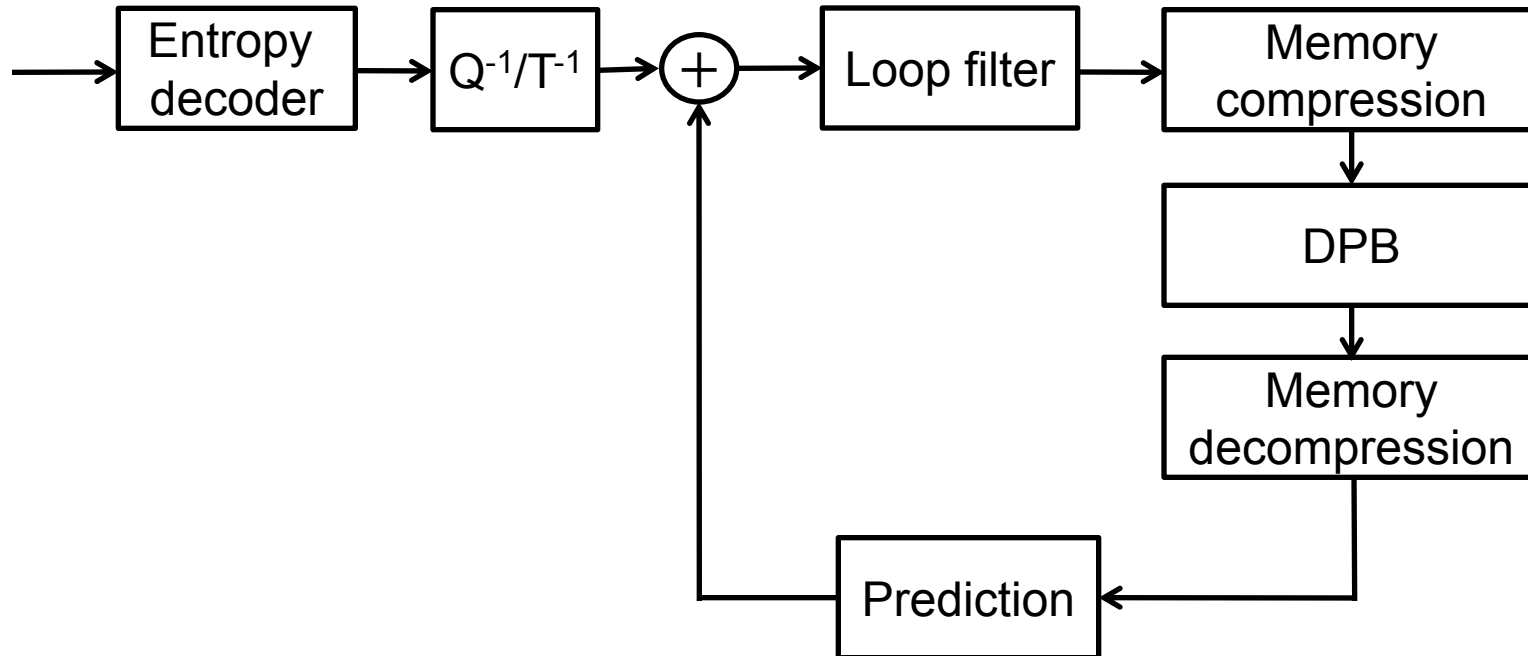 Entropy
decoder
Q⁻¹/T⁻¹
+
Loop filter
Memory
compression
DPB
Memory
decompression
Prediction